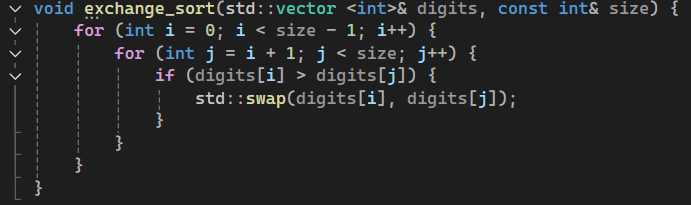 void exchange_sort(std::vector <int>& digits, const int& size) {
    for (int i = 0; i < size - 1; i++) {
        for (int j = i + 1; j < size; j++) {
            if (digits[i] > digits[j]) {
                std::swap(digits[i], digits[j]);
            }
        }
    }
}